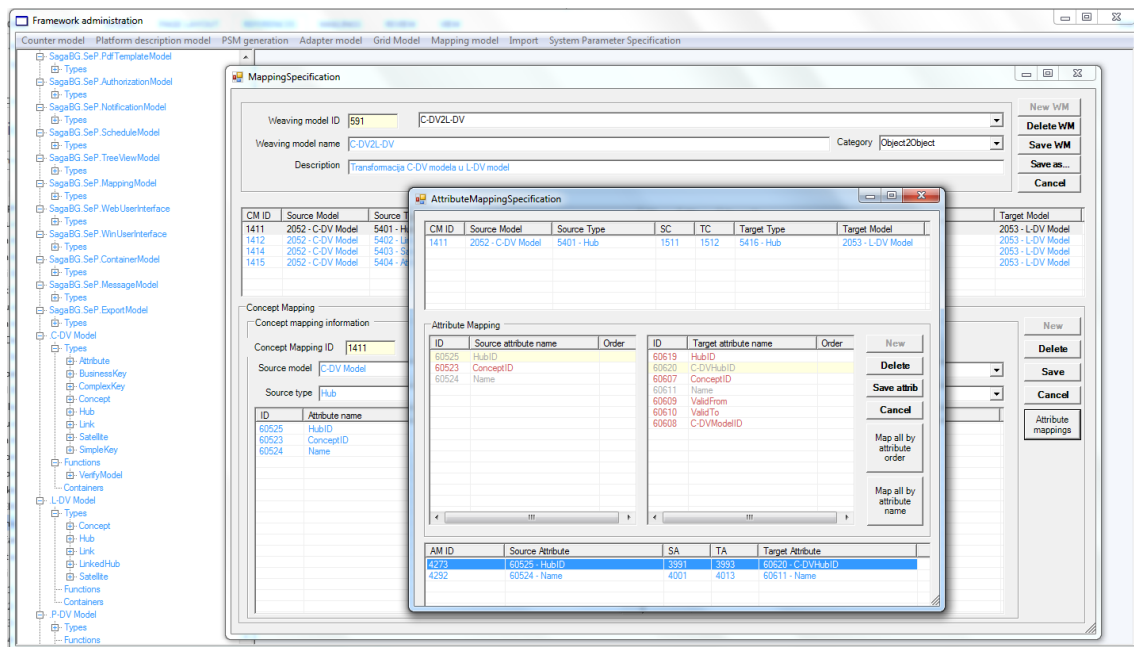 Framework administration
Counter model Platform description model PSM generation Adapter model Grid Model Mapping model Import System Parameter Specification
SagaBG.SeP.PdfTemplateModel
Types
SagaBG.SeP.AuthorizationModel
Types
SagaBG.SeP.NotificationModel
Types
SagaBG.SeP.ScheduleModel
Types
SagaBG.SeP.TreeViewModel
Types
SagaBG.SeP.MappingModel
Types
SagaBG.SeP.WebUserInterface
Types
SagaBG.SeP.WinUserInterface
Types
SagaBG.SeP.ContainerModel
Types
SagaBG.SeP.MessageModel
Types
SagaBG.SeP.ExportModel
Types
.C-DV Model
Types
Attribute
BusinessKey
ComplexKey
Concept
Hub
Link
Satellite
SimpleKey
Functions
VerifyModel
Containers
.L-DV Model
Types
Concept
Hub
Link
LinkedHub
Satellite
Functions
Containers
.P-DV Model
Types
Functions
MappingSpecification
Weaving model ID 591 C-DV2L-DV
Weaving model name C-DV2L-DV Category Object2Object
Description Transformacija C-DV modela u L-DV model
New WM
Delete WM
Save WM
Save as...
Cancel
CM ID Source Model Source T Target Model
1411 2052 - C-DV Model 5401 - Hu 2053 - L-DV Model
1412 2052 - C-DV Model 5402 - Li 2053 - L-DV Model
1414 2052 - C-DV Model 5403 - Sa 2053 - L-DV Model
1415 2052 - C-DV Model 5404 - At 2053 - L-DV Model
Concept Mapping
Concept mapping information
Concept Mapping ID 1411
Source model C-DV Model
Source type Hub
ID Attribute name
60525 HubID
60523 ConceptID
60524 Name
New
Delete
Save
Cancel
Attribute
mappings
AttributeMappingSpecification
CM ID Source Model Source Type SC TC Target Type Target Model
1411 2052 - C-DV Model 5401 - Hub 1511 1512 5416 - Hub 2053 - L-DV Model
Attribute Mapping
ID Source attribute name Order
60525 HubID
60523 ConceptID
60524 Name
ID Target attribute name Order
60619 HubID
60620 C-DVHubID
60607 ConceptID
60611 Name
60609 ValidFrom
60610 ValidTo
60608 C-DVModelID
New
Delete
Save attrib
Cancel
Map all by
attribute
order
Map all by
attribute
name
AM ID Source Attribute SA TA Target Attribute
4273 60525 - HubID 3991 3993 60620 - C-DVHubID
4292 60524 - Name 4001 4013 60611 - Name